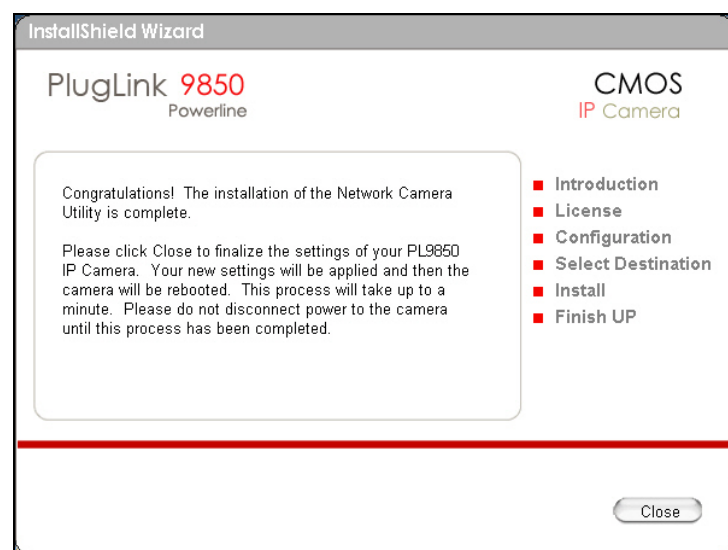 InstallShield Wizard
PlugLink 9850
Powerline
CMOS
IP Camera
Congratulations! The installation of the Network Camera
Utility is complete.
Please click Close to finalize the settings of your PL9850
IP Camera. Your new settings will be applied and then the
camera will be rebooted. This process will take up to a
minute. Please do not disconnect power to the camera
until this process has been completed.
Introduction
License
Configuration
Select Destination
Install
Finish UP
Close